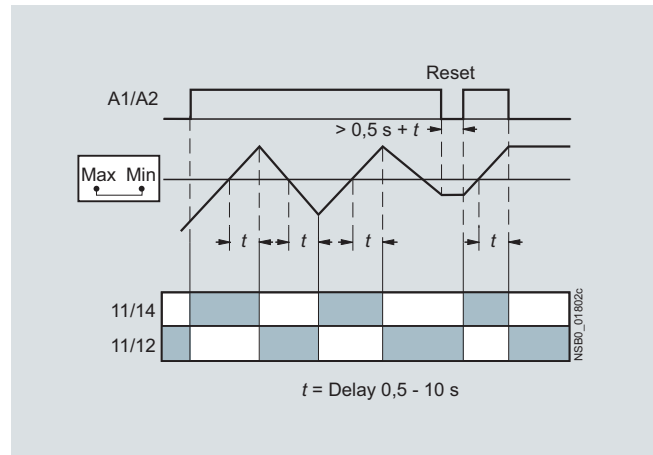 Reset
A1/A2
> 0,5 s + t
Max Min
t t t t
11/14
11/12
NSB0_01802c
t = Delay 0,5 - 10 s